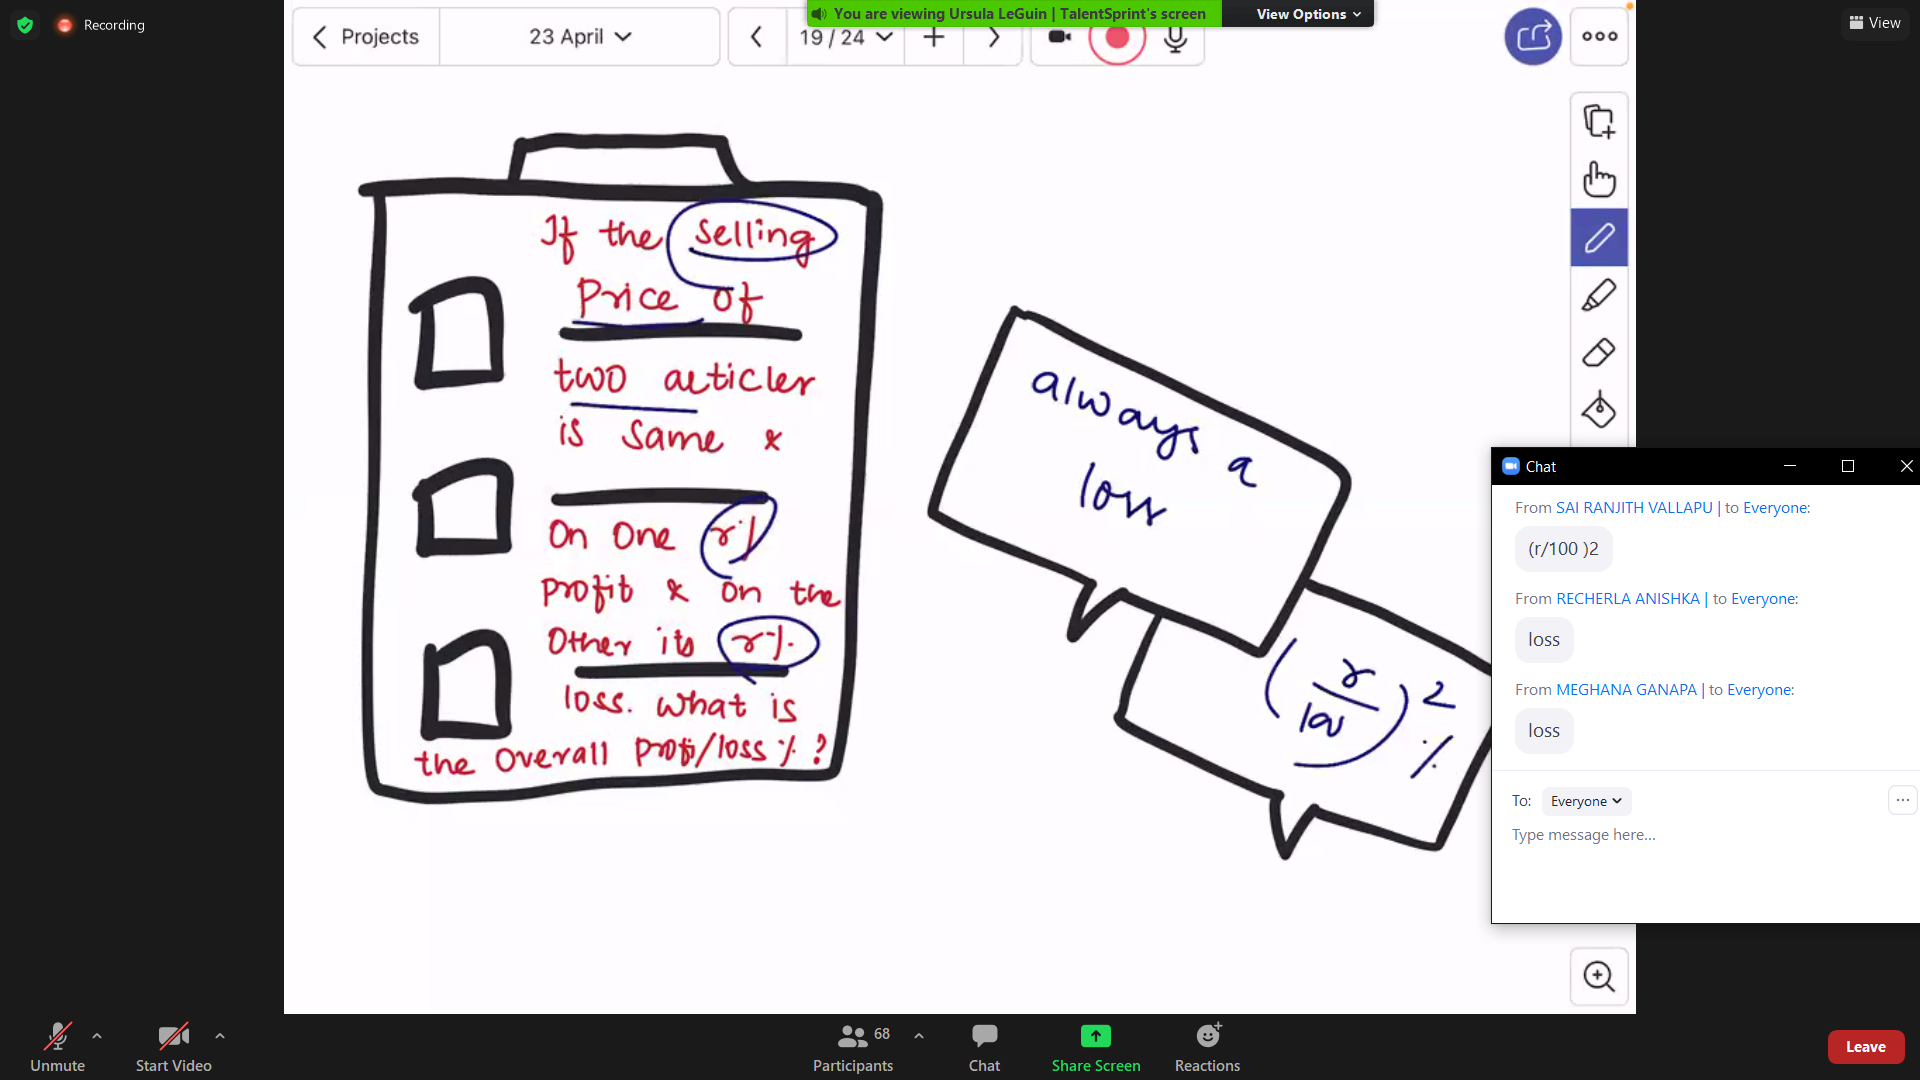 Recording
You are viewing Ursula LeGuin | TalentSprint's screen
View Options
View
Projects
23 April
19 / 24
If the selling
Price of
two articles
is same &
On One r%
profit & on the
Other its r%
loss. What is
the Overall profit/loss %?
always a
loss
(r/100)2 %
Chat
From SAI RANJITH VALLAPU | to Everyone:
(r/100 )2
From RECHERLA ANISHKA | to Everyone:
loss
From MEGHANA GANAPA | to Everyone:
loss
To: Everyone
Type message here...
Unmute
Start Video
68
Participants
Chat
Share Screen
Reactions
Leave